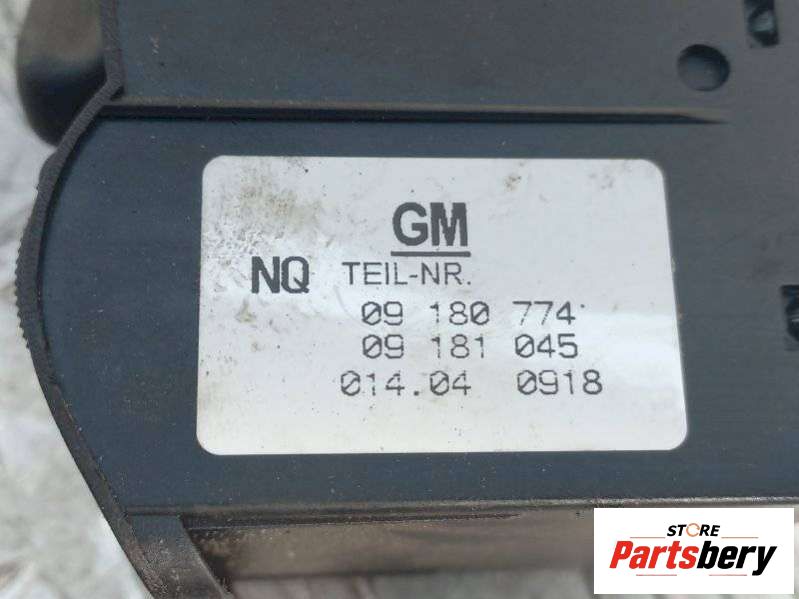 GM
NQ TEIL-NR.
09 180 774
09 181 045
014.04 0918
STORE
Partsbery